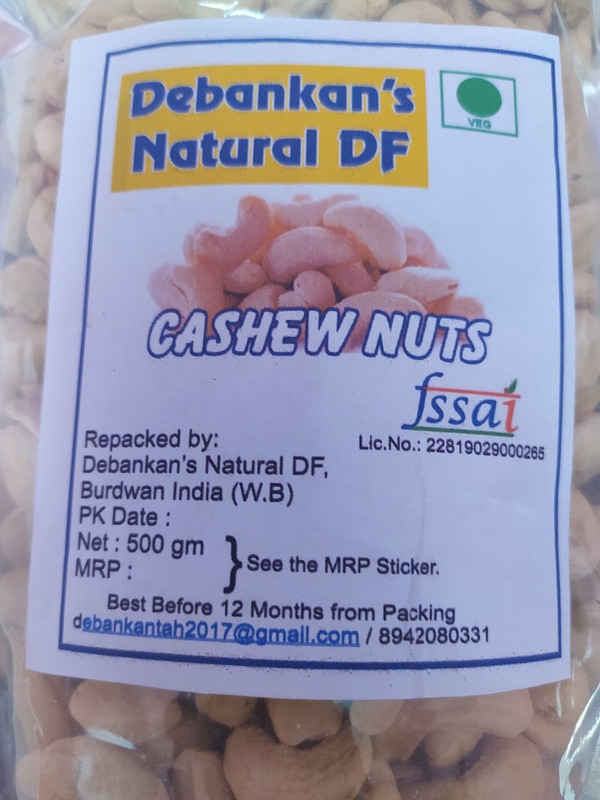 Debankan's
Natural DF
VEG
CASHEW NUTS
fssai
Lic.No.: 22819029000265
Repacked by:
Debankan's Natural DF,
Burdwan India (W.B)
PK Date :
Net : 500 gm
MRP :
} See the MRP Sticker.
Best Before 12 Months from Packing
debankantah2017@gmail.com / 8942080331